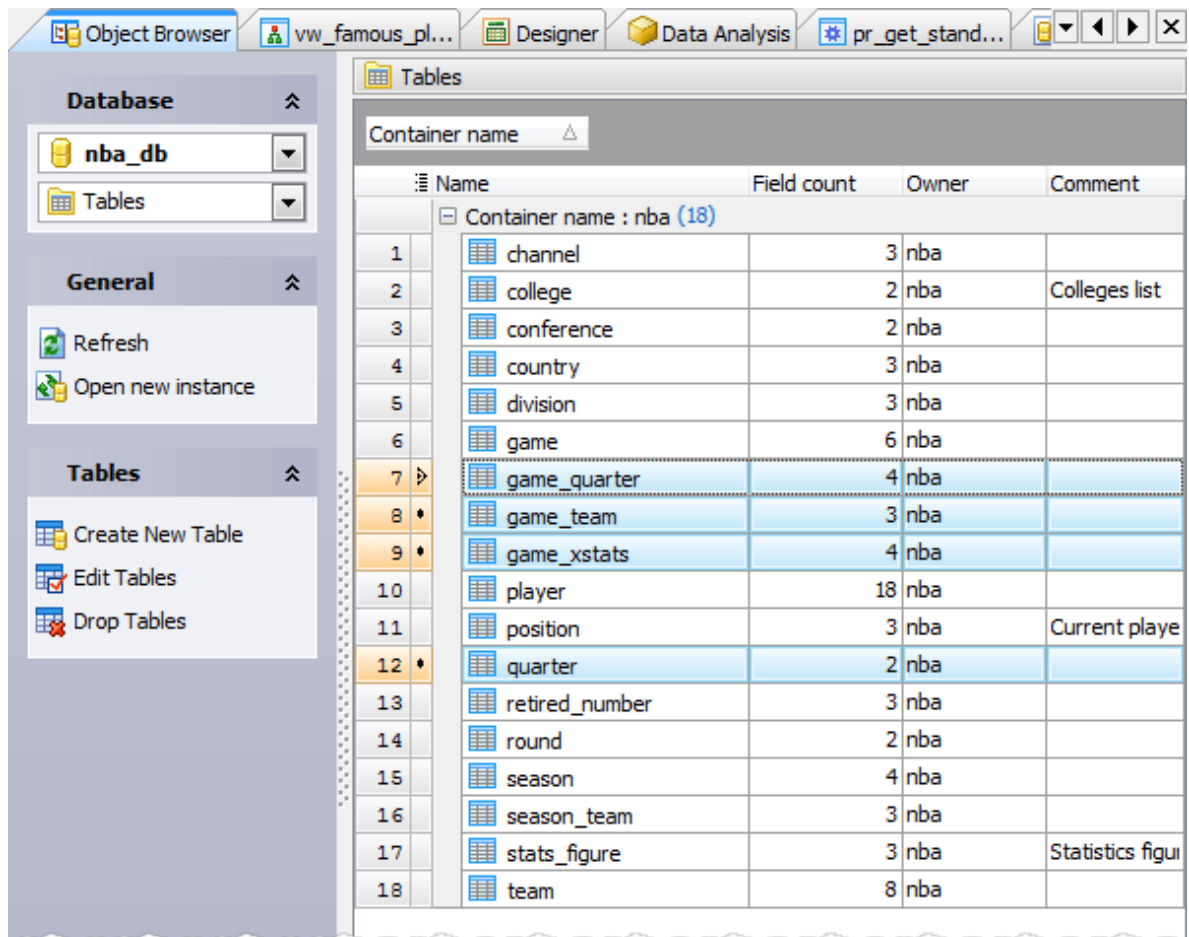 Object Browser vw_famous_pl... Designer Data Analysis pr_get_stand...
Database
nba_db
Tables
General
Refresh
Open new instance
Tables
Create New Table
Edit Tables
Drop Tables
Tables
Container name
Name Field count Owner Comment
Container name : nba (18)
1 channel 3 nba
2 college 2 nba Colleges list
3 conference 2 nba
4 country 3 nba
5 division 3 nba
6 game 6 nba
7 game_quarter 4 nba
8 game_team 3 nba
9 game_xstats 4 nba
10 player 18 nba
11 position 3 nba Current playe
12 quarter 2 nba
13 retired_number 3 nba
14 round 2 nba
15 season 4 nba
16 season_team 3 nba
17 stats_figure 3 nba Statistics figur
18 team 8 nba